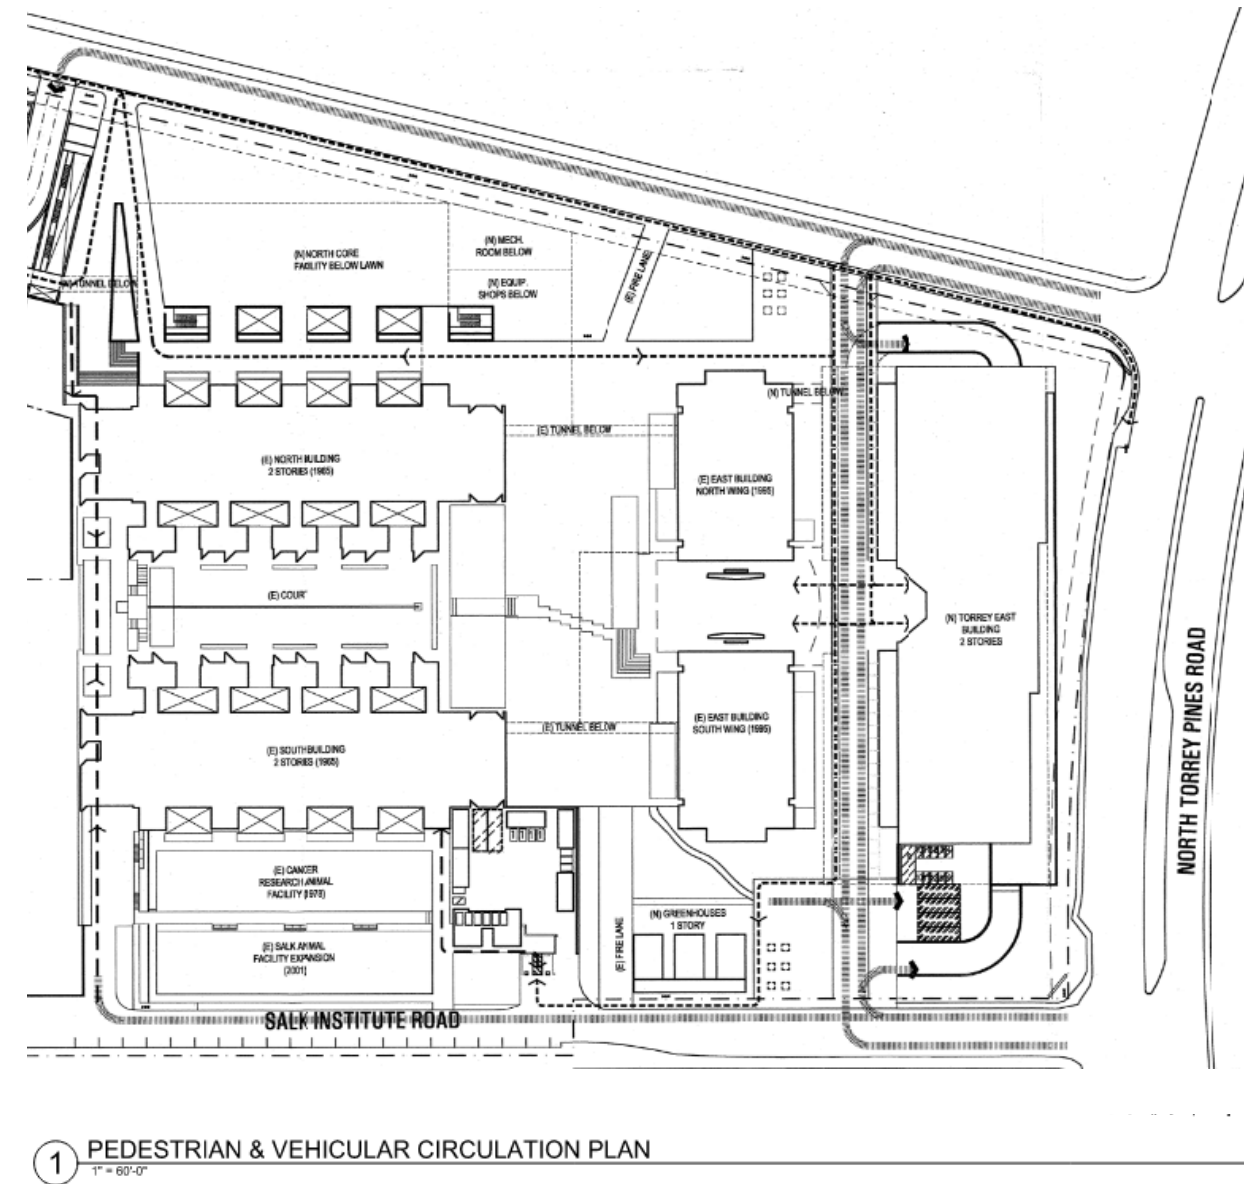 (N) NORTH CORE
FACILITY BELOW LAWN
(N) MECH.
ROOM BELOW
(N) EQUIP.
SHOPS BELOW
(E) FIRE LANE
(N) TUNNEL BELOW
(N) TUNNEL BELOW
(E) TUNNEL BELOW
(E) NORTH BUILDING
2 STORIES (1965)
(E) EAST BUILDING
NORTH WING (1995)
(E) COURT
(N) TORREY EAST
BUILDING
2 STORIES
NORTH TORREY PINES ROAD
(E) EAST BUILDING
SOUTH WING (1995)
(E) TUNNEL BELOW
(E) SOUTH BUILDING
2 STORIES (1965)
(E) CANCER
RESEARCH ANIMAL
FACILITY (1978)
(N) GREENHOUSES
1 STORY
(E) FIRE LANE
(E) SALK ANIMAL
FACILITY EXPANSION
(2001)
SALK INSTITUTE ROAD
1 PEDESTRIAN & VEHICULAR CIRCULATION PLAN
1" = 60'-0"